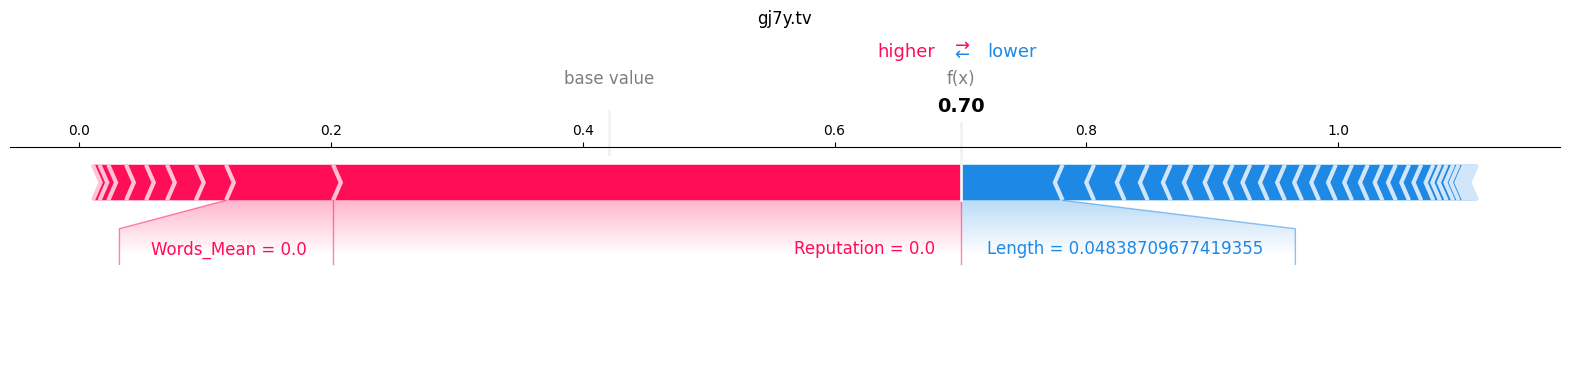 gj7y.tv
higher → ← lower
base value f(x)
0.70
0.0 0.2 0.4 0.6 0.8 1.0
Words_Mean = 0.0 Reputation = 0.0 Length = 0.04838709677419355